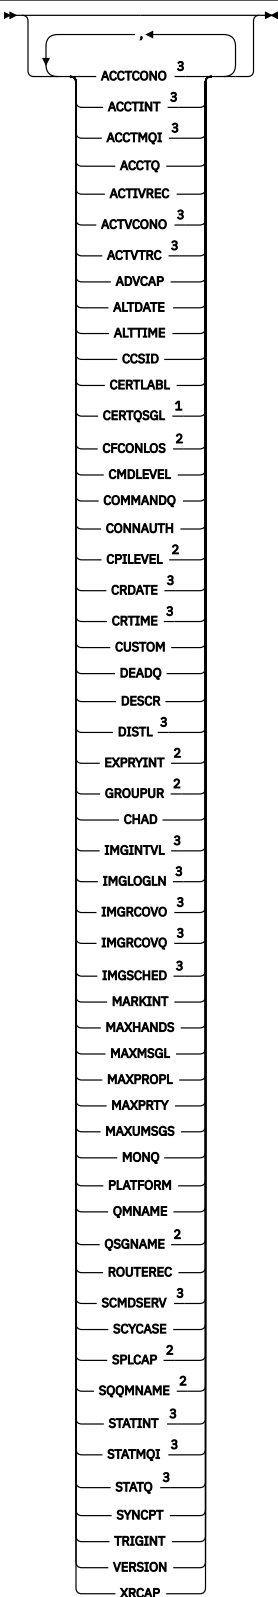 ,
ACCTCONO 3
ACCTINT 3
ACCTMQI 3
ACCTQ
ACTIVREC
ACTVCONO 3
ACTVTRC 3
ADVCAP
ALTDATE
ALTTIME
CCSID
CERTLABL
CERTQSGL 1
CFCONLOS 2
CMDLEVEL
COMMANDQ
CONNAUTH
CPILEVEL 2
CRDATE 3
CRTIME 3
CUSTOM
DEADQ
DESCR
DISTL 3
EXPRYINT 2
GROUPUR 2
CHAD
IMGINTVL 3
IMGLOGLN 3
IMGRCOVO 3
IMGRCOVQ 3
IMGSCHED 3
MARKINT
MAXHANDS
MAXMSGL
MAXPROPL
MAXPRTY
MAXUMSGS
MONQ
PLATFORM
QMNAME
QSGNAME 2
ROUTEREC
SCMDSERV 3
SCYCASE
SPLCAP 2
SQQMNAME 2
STATINT 3
STATMQI 3
STATQ 3
SYNCPT
TRIGINT
VERSION
XRCAP